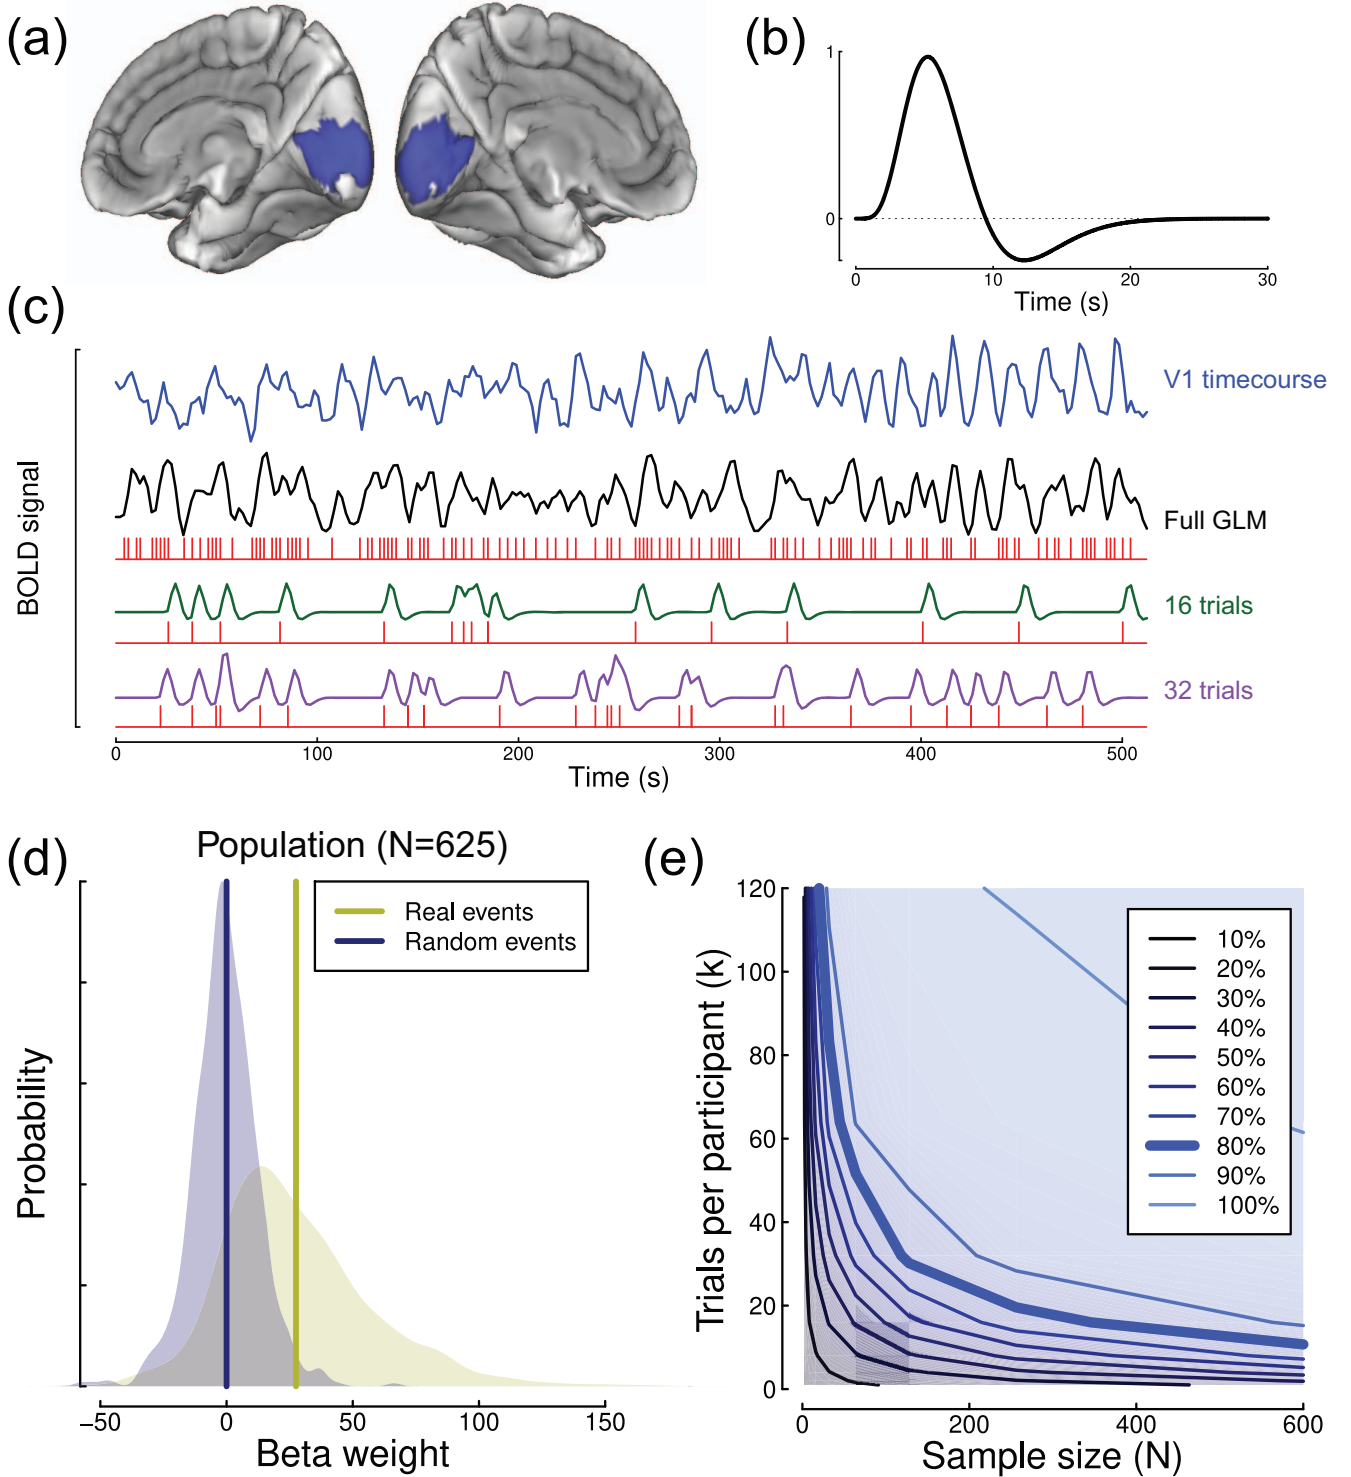 (a)
(b)
1
0
0 10 20 30
Time (s)
(c)
BOLD signal
V1 timecourse
Full GLM
16 trials
32 trials
0 100 200 300 400 500
Time (s)
(d)
Population (N=625)
Real events
Random events
Probability
−50 0 50 100 150
Beta weight
(e)
Trials per participant (k)
120
100
80
60
40
20
0
10%
20%
30%
40%
50%
60%
70%
80%
90%
100%
0 200 400 600
Sample size (N)